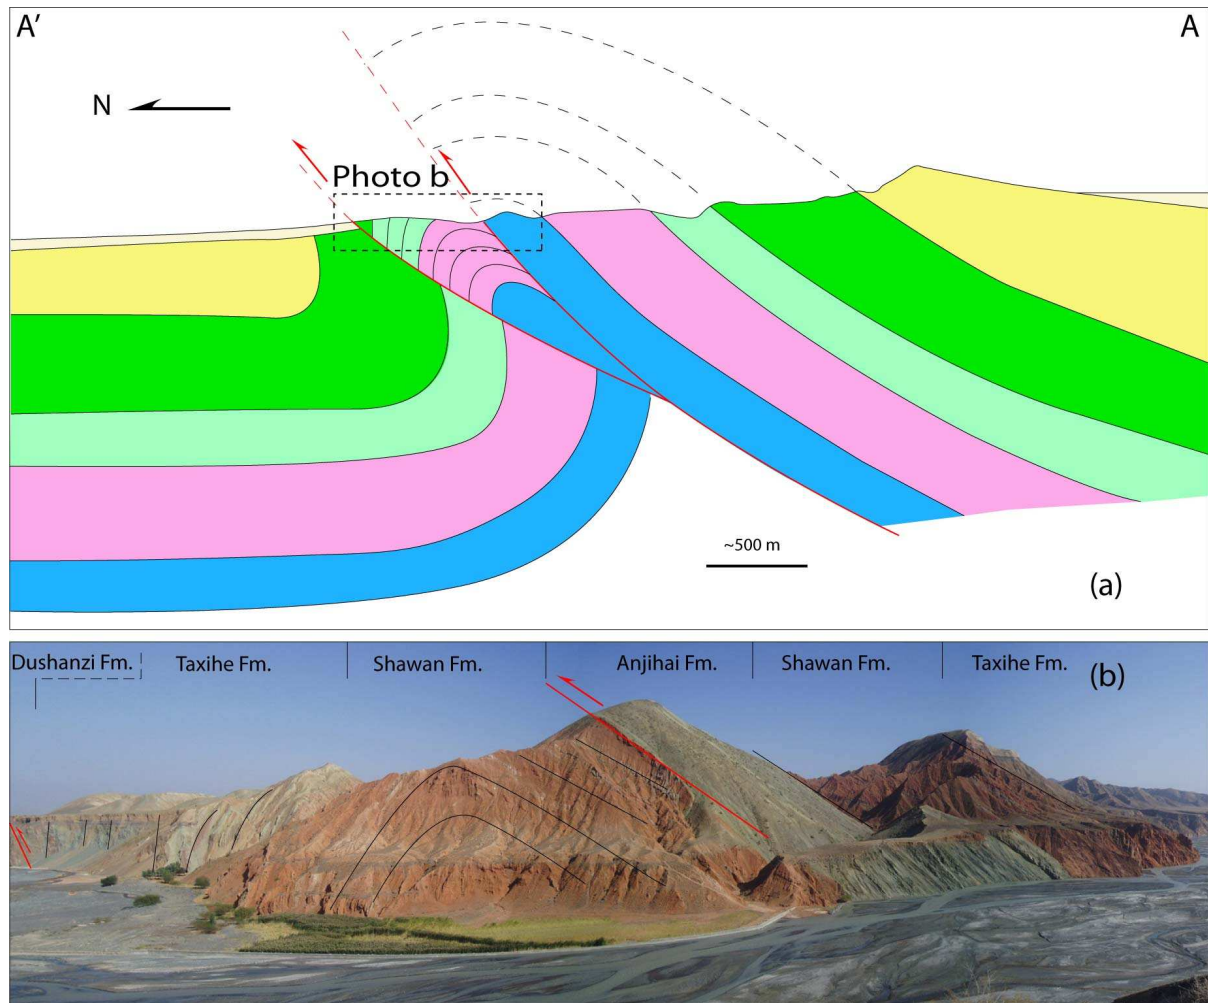 A’
A
N
Photo b
~500 m
(a)
Dushanzi Fm.
Taxihe Fm.
Shawan Fm.
Anjihai Fm.
Shawan Fm.
Taxihe Fm.
(b)